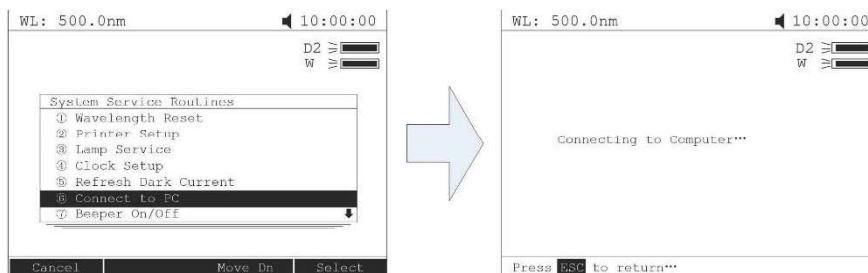 WL: 500.0nm 10:00:00
D2
W
System Service Routines
① Wavelength Reset
② Printer Setup
③ Lamp Service
④ Clock Setup
⑤ Refresh Dark Current
⑥ Connect to PC
⑦ Beeper On/Off
Cancel Move Dn Select
WL: 500.0nm 10:00:00
D2
W
Connecting to Computer…
Press ESC to return…